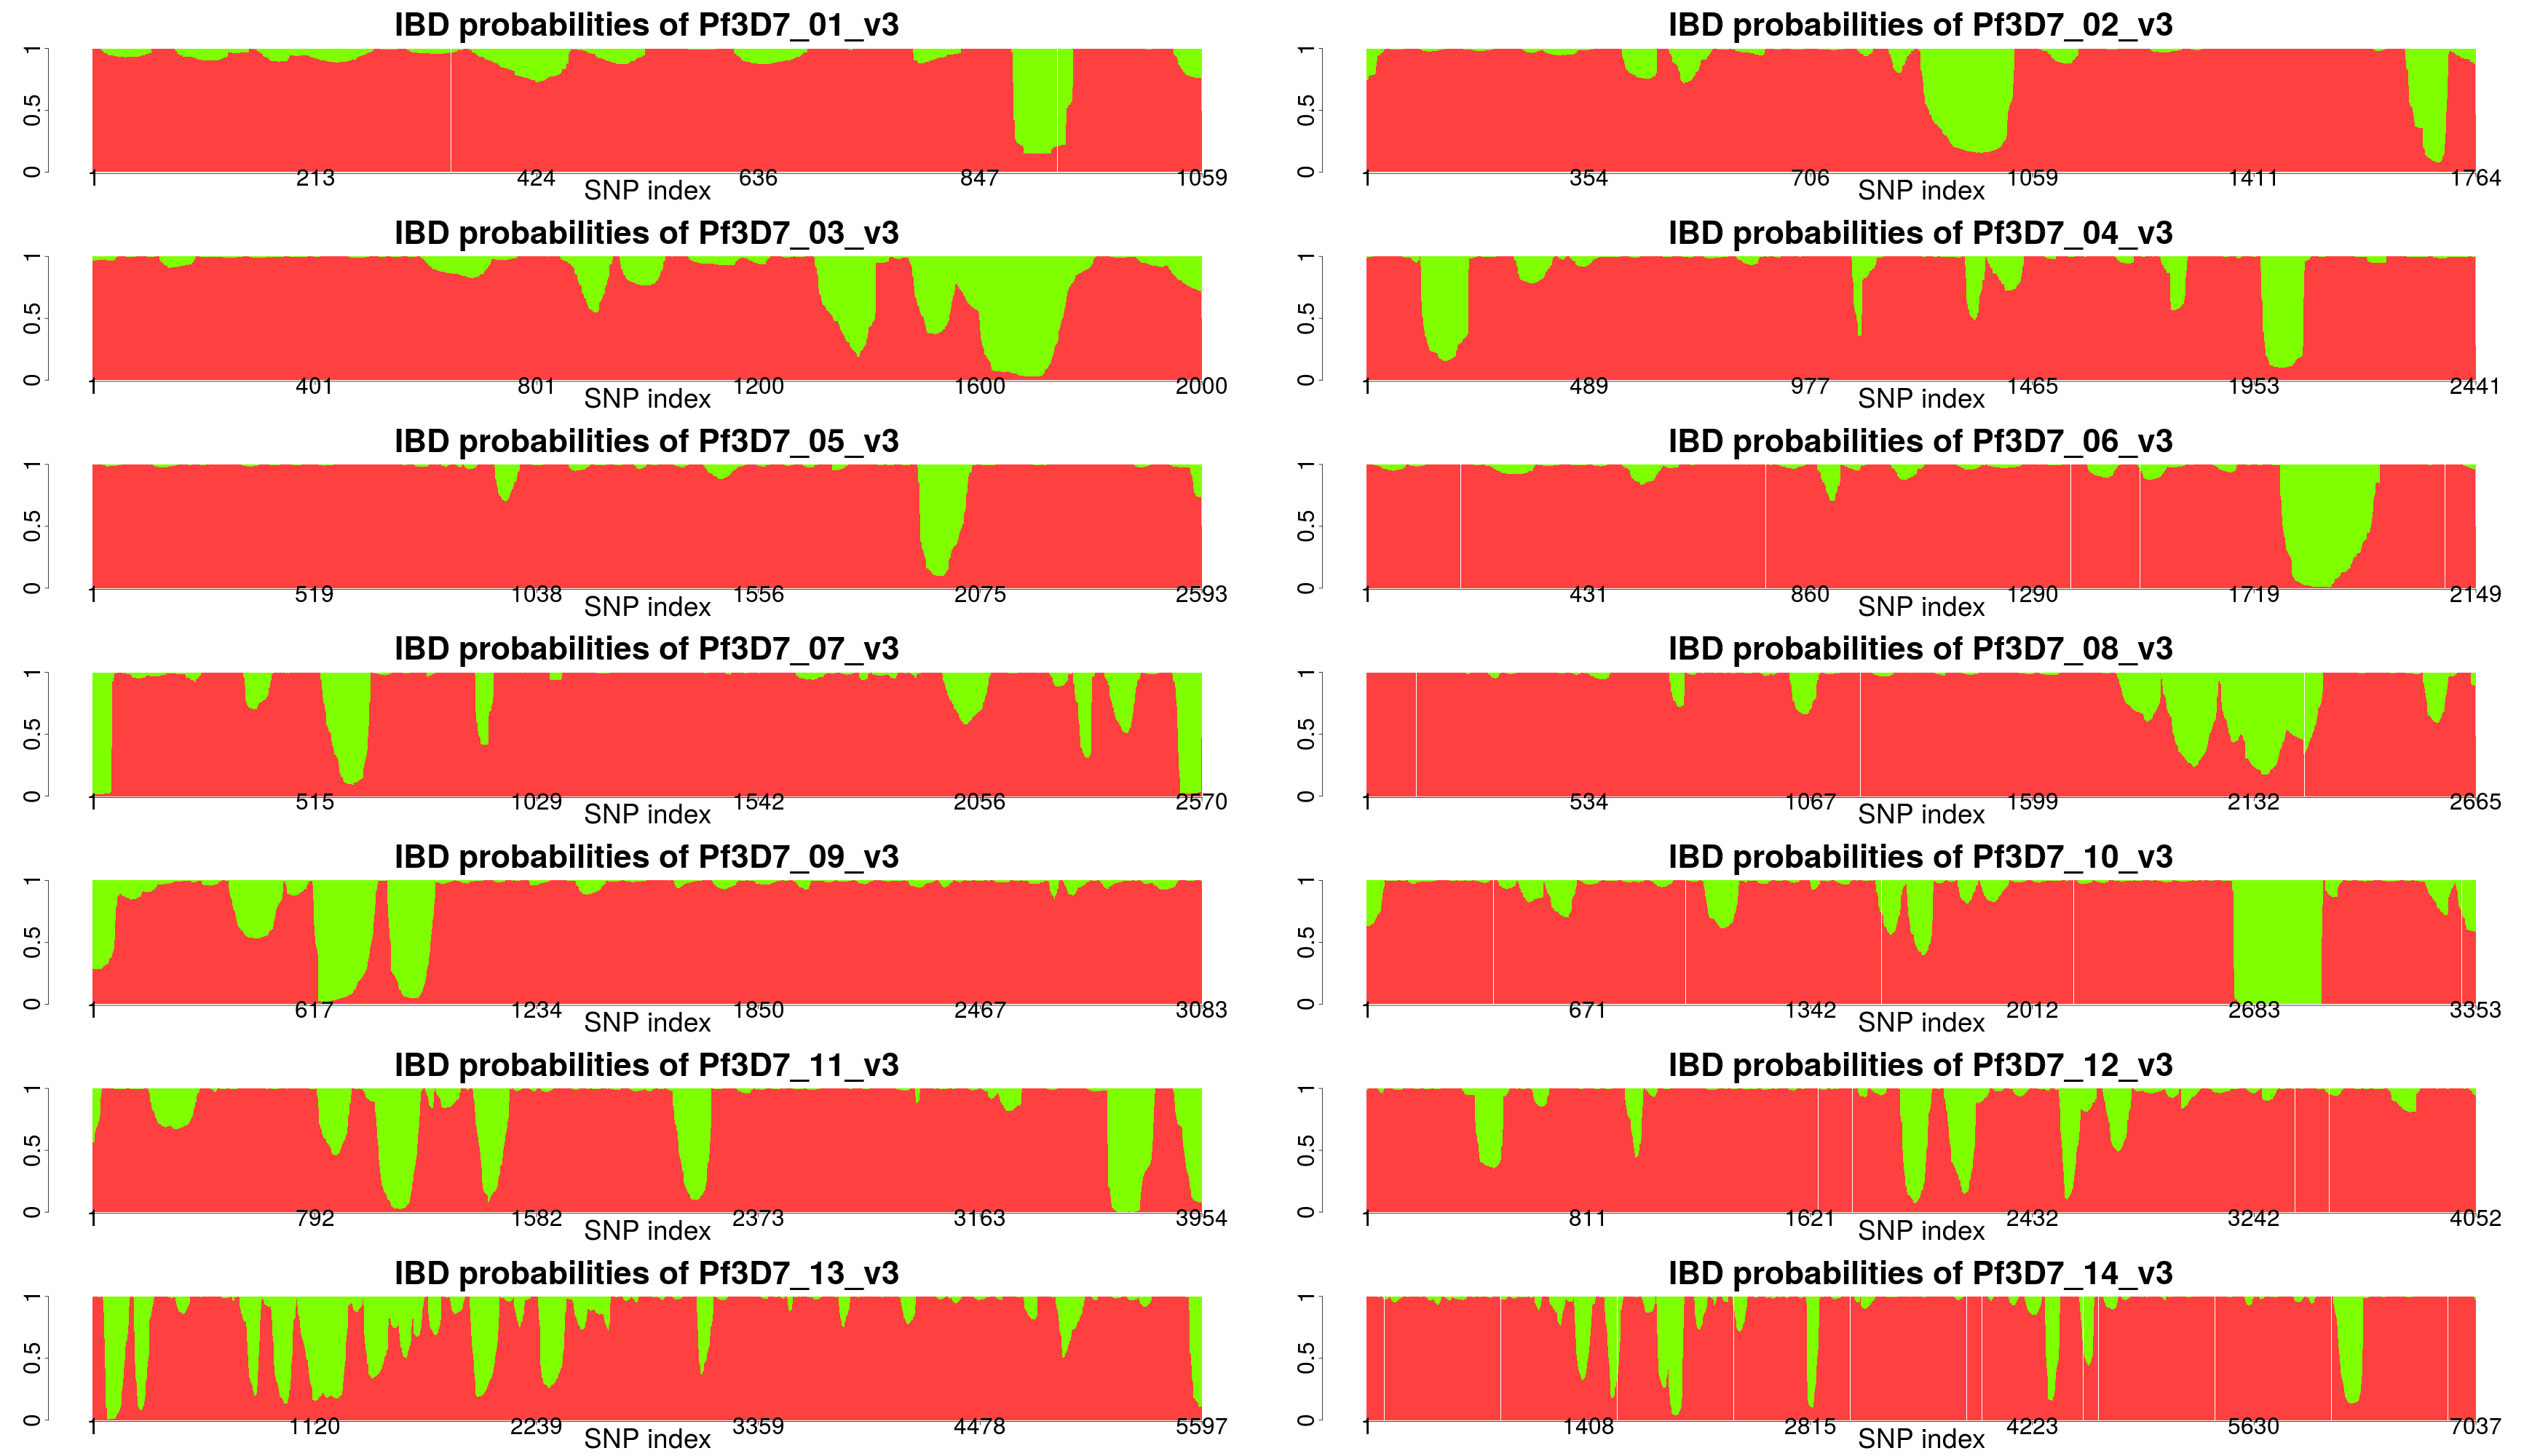 IBD probabilities of Pf3D7_01_v3
0 0.5 1
1 213 424 636 847 1059
SNP index
IBD probabilities of Pf3D7_02_v3
0 0.5 1
1 354 706 1059 1411 1764
SNP index
IBD probabilities of Pf3D7_03_v3
0 0.5 1
1 401 801 1200 1600 2000
SNP index
IBD probabilities of Pf3D7_04_v3
0 0.5 1
1 489 977 1465 1953 2441
SNP index
IBD probabilities of Pf3D7_05_v3
0 0.5 1
1 519 1038 1556 2075 2593
SNP index
IBD probabilities of Pf3D7_06_v3
0 0.5 1
1 431 860 1290 1719 2149
SNP index
IBD probabilities of Pf3D7_07_v3
0 0.5 1
1 515 1029 1542 2056 2570
SNP index
IBD probabilities of Pf3D7_08_v3
0 0.5 1
1 534 1067 1599 2132 2665
SNP index
IBD probabilities of Pf3D7_09_v3
0 0.5 1
1 617 1234 1850 2467 3083
SNP index
IBD probabilities of Pf3D7_10_v3
0 0.5 1
1 671 1342 2012 2683 3353
SNP index
IBD probabilities of Pf3D7_11_v3
0 0.5 1
1 792 1582 2373 3163 3954
SNP index
IBD probabilities of Pf3D7_12_v3
0 0.5 1
1 811 1621 2432 3242 4052
SNP index
IBD probabilities of Pf3D7_13_v3
0 0.5 1
1 1120 2239 3359 4478 5597
SNP index
IBD probabilities of Pf3D7_14_v3
0 0.5 1
1 1408 2815 4223 5630 7037
SNP index